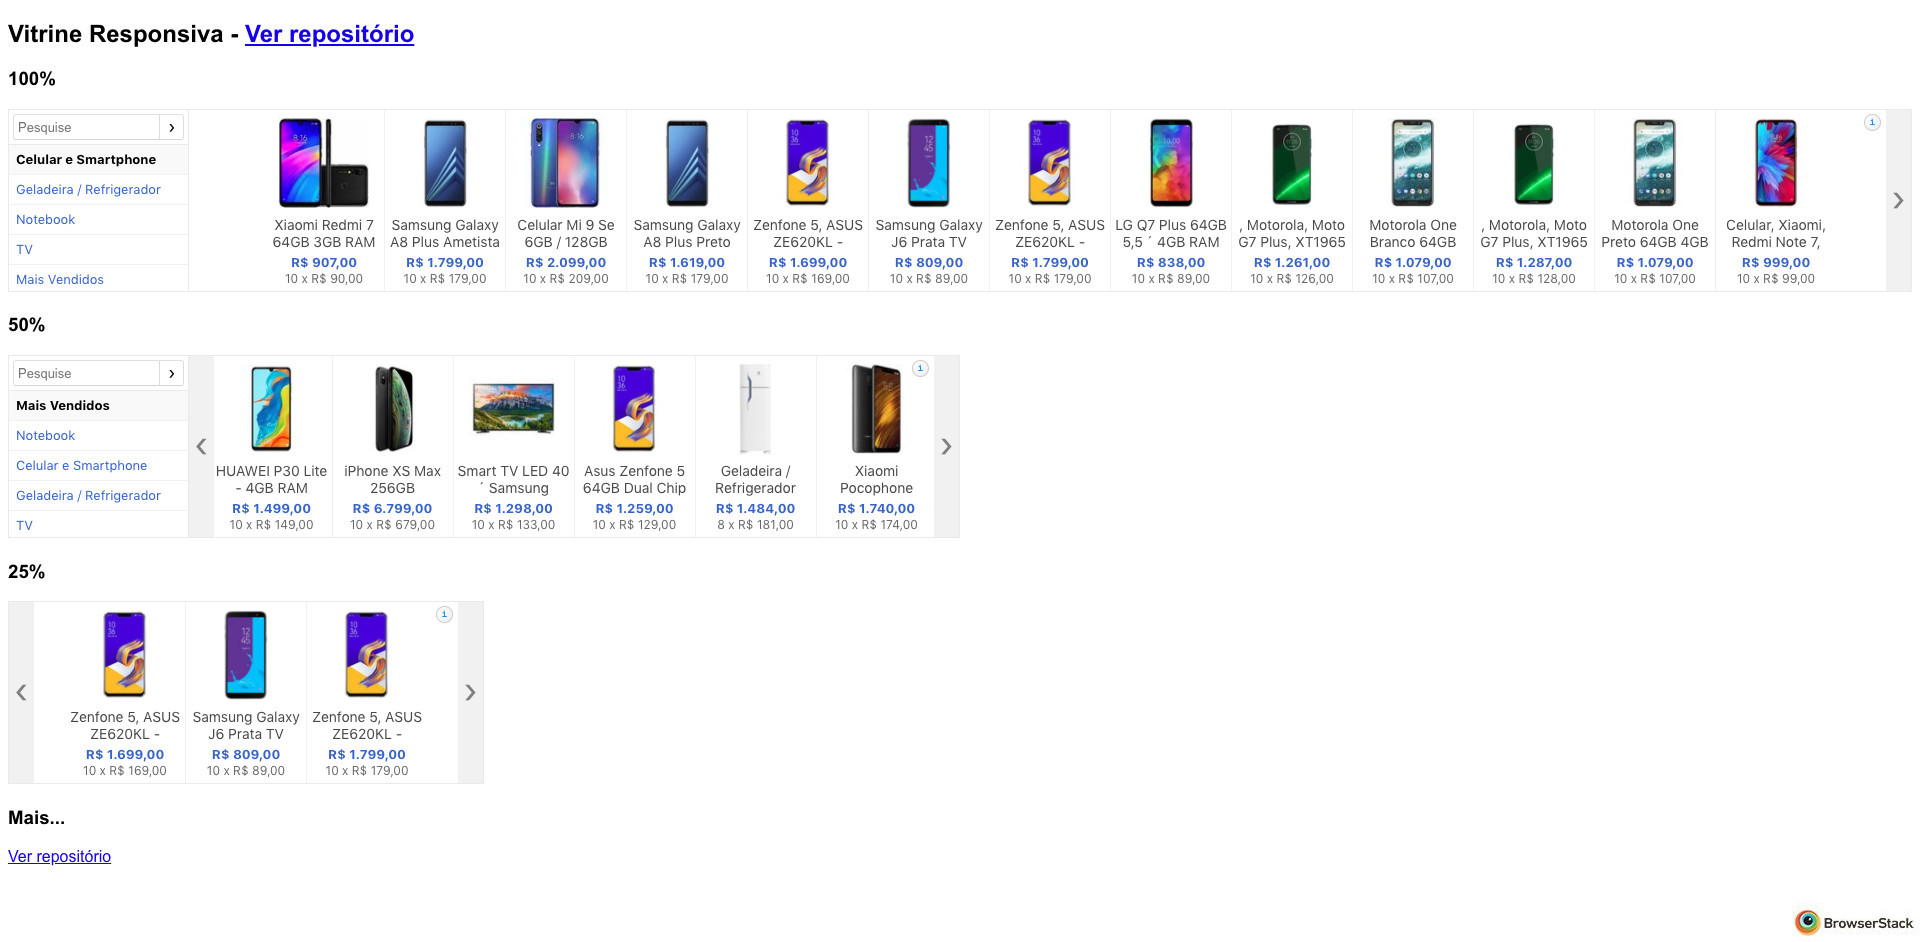 Vitrine Responsiva - Ver repositório
100%
Pesquise
Celular e Smartphone
Geladeira / Refrigerador
Notebook
TV
Mais Vendidos
Xiaomi Redmi 7
64GB 3GB RAM
R$ 907,00
10 x R$ 90,00
Samsung Galaxy
A8 Plus Ametista
R$ 1.799,00
10 x R$ 179,00
Celular Mi 9 Se
6GB / 128GB
R$ 2.099,00
10 x R$ 209,00
Samsung Galaxy
A8 Plus Preto
R$ 1.619,00
10 x R$ 179,00
Zenfone 5, ASUS
ZE620KL -
R$ 1.699,00
10 x R$ 169,00
Samsung Galaxy
J6 Prata TV
R$ 809,00
10 x R$ 89,00
Zenfone 5, ASUS
ZE620KL -
R$ 1.799,00
10 x R$ 179,00
LG Q7 Plus 64GB
5,5 ´ 4GB RAM
R$ 838,00
10 x R$ 89,00
, Motorola, Moto
G7 Plus, XT1965
R$ 1.261,00
10 x R$ 126,00
Motorola One
Branco 64GB
R$ 1.079,00
10 x R$ 107,00
, Motorola, Moto
G7 Plus, XT1965
R$ 1.287,00
10 x R$ 128,00
Motorola One
Preto 64GB 4GB
R$ 1.079,00
10 x R$ 107,00
Celular, Xiaomi,
Redmi Note 7,
R$ 999,00
10 x R$ 99,00
50%
Pesquise
Mais Vendidos
Notebook
Celular e Smartphone
Geladeira / Refrigerador
TV
HUAWEI P30 Lite
- 4GB RAM
R$ 1.499,00
10 x R$ 149,00
iPhone XS Max
256GB
R$ 6.799,00
10 x R$ 679,00
Smart TV LED 40
´ Samsung
R$ 1.298,00
10 x R$ 133,00
Asus Zenfone 5
64GB Dual Chip
R$ 1.259,00
10 x R$ 129,00
Geladeira /
Refrigerador
R$ 1.484,00
8 x R$ 181,00
Xiaomi
Pocophone
R$ 1.740,00
10 x R$ 174,00
25%
Zenfone 5, ASUS
ZE620KL -
R$ 1.699,00
10 x R$ 169,00
Samsung Galaxy
J6 Prata TV
R$ 809,00
10 x R$ 89,00
Zenfone 5, ASUS
ZE620KL -
R$ 1.799,00
10 x R$ 179,00
Mais...
Ver repositório
BrowserStack